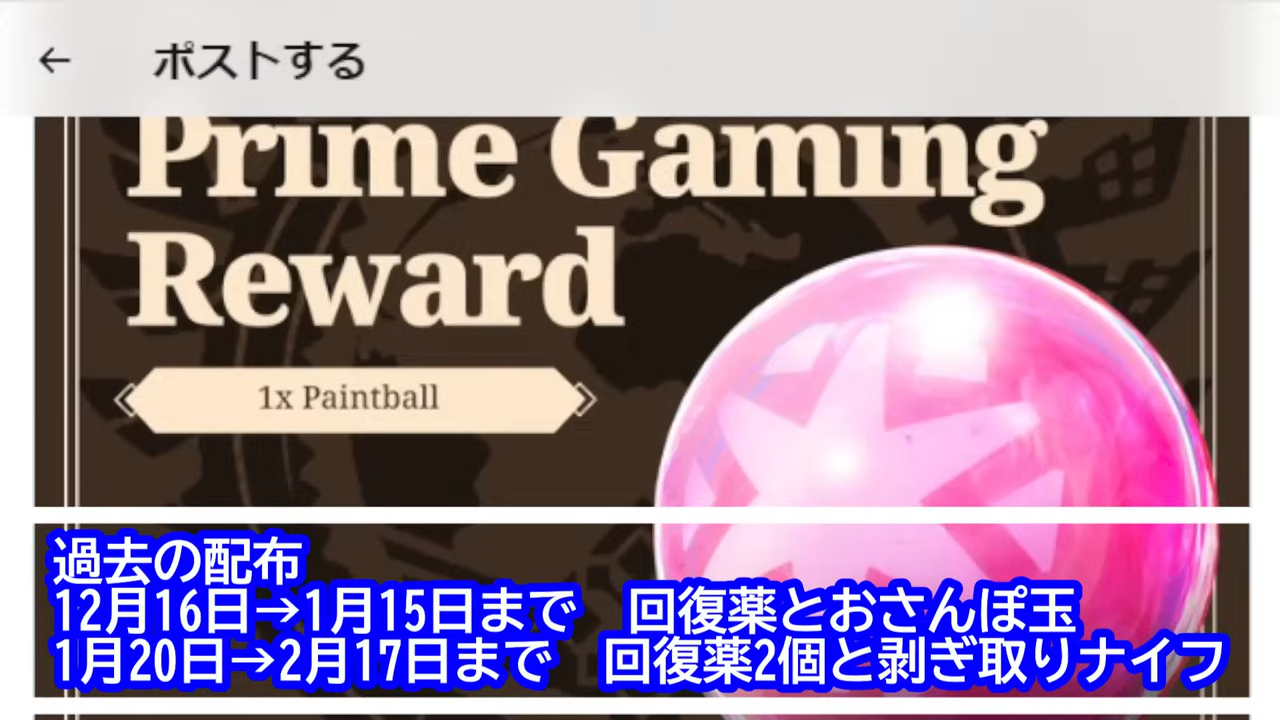 ポストする
Prime Gaming
Reward
1x Paintball
過去の配布
12月16日→1月15日まで　回復薬とおさんぽ玉
1月20日→2月17日まで　回復薬2個と剥ぎ取りナイフ